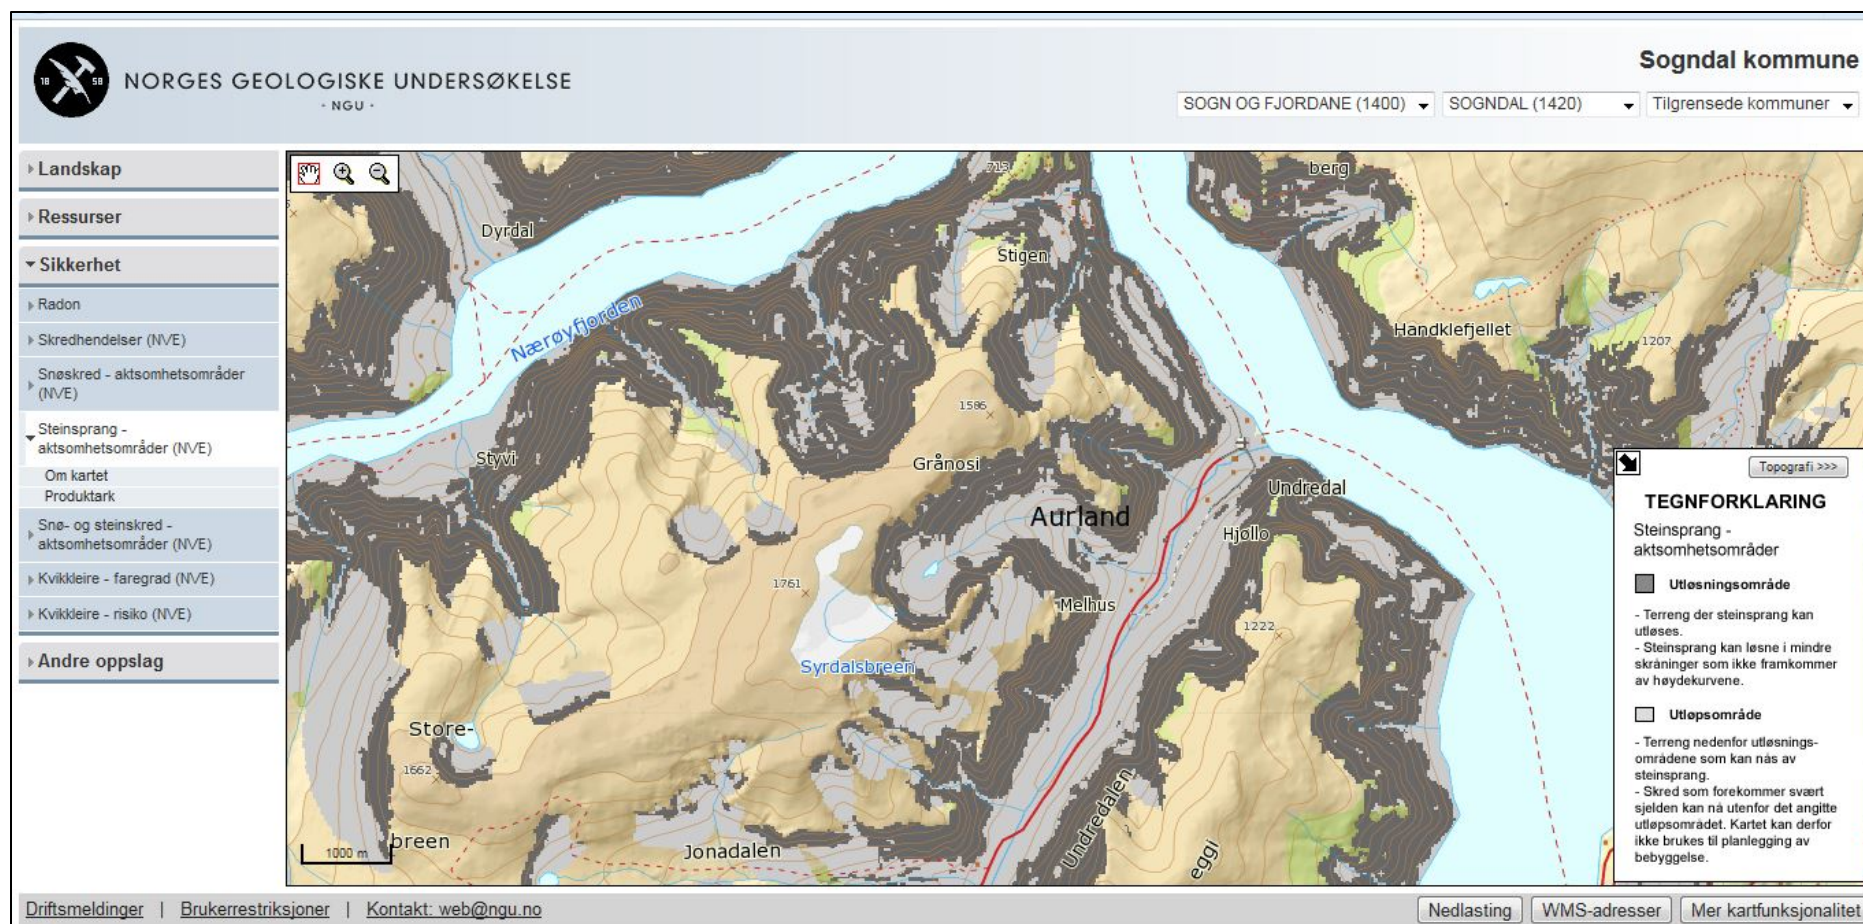 Sogndal kommune
18 58
NORGES GEOLOGISKE UNDERSØKELSE
· NGU ·
SOGN OG FJORDANE (1400)
SOGNDAL (1420)
Tilgrensede kommuner
Landskap
Ressurser
Sikkerhet
Radon
Skredhendelser (NVE)
Snøskred - aktsomhetsområder
(NVE)
Steinsprang -
aktsomhetsområder (NVE)
Om kartet
Produktark
Snø- og steinskred -
aktsomhetsområder (NVE)
Kvikkleire - faregrad (NVE)
Kvikkleire - risiko (NVE)
Andre oppslag
713
berg
Dyrdal
Stigen
Nærøyfjorden
Handklefjellet
1207
1586
Styvi
Grånosi
Undredal
Aurland
Hjøllo
1761
Melhus
1222
Syrdalsbreen
Store-
1662
breen
Jonadalen
Undredalen
eggi
1000 m
Topografi >>>
TEGNFORKLARING
Steinsprang -
aktsomhetsområder
Utløsningsområde
- Terreng der steinsprang kan
utløses.
- Steinsprang kan løsne i mindre
skråninger som ikke framkommer
av høydekurvene.
Utløpsområde
- Terreng nedenfor utløsnings-
områdene som kan nås av
steinsprang.
- Skred som forekommer svært
sjelden kan nå utenfor det angitte
utløpsområdet. Kartet kan derfor
ikke brukes til planlegging av
bebyggelse.
Driftsmeldinger | Brukerrestriksjoner | Kontakt: web@ngu.no
Nedlasting
WMS-adresser
Mer kartfunksjonalitet